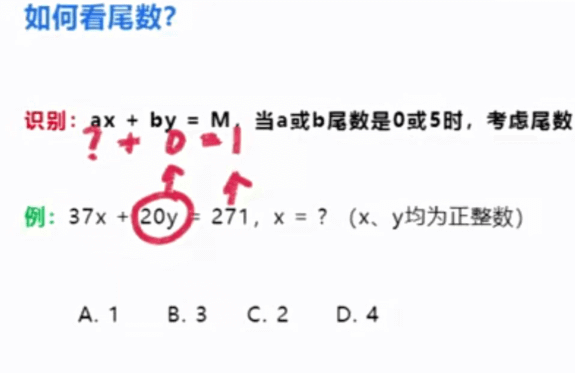 如何看尾数?
识别：ax + by = M，当a或b尾数是0或5时，考虑尾数
? + 0 = 1
例：37x + 20y = 271，x = ? （x、y均为正整数）
A. 1 B. 3 C. 2 D. 4